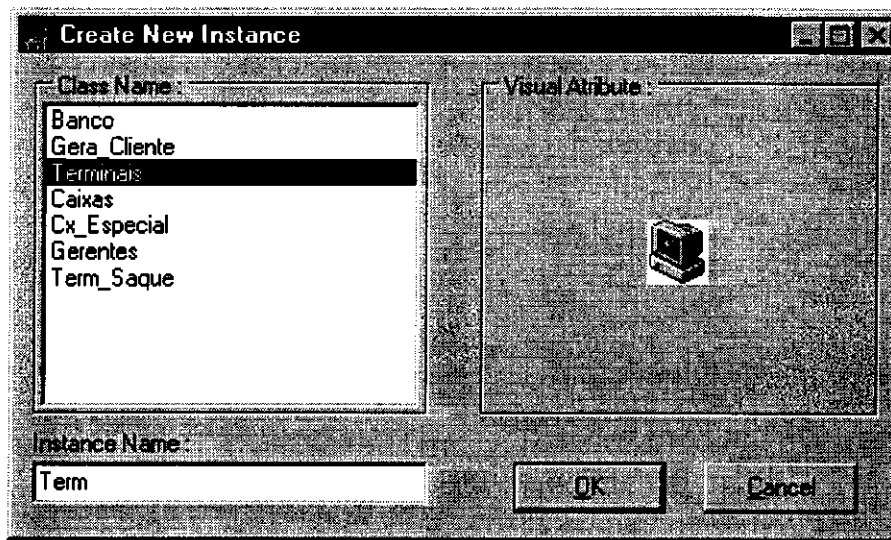 Create New Instance
Class Name :
Visual Atribute :
Banco
Gera_Cliente
Terminais
Caixas
Cx_Especial
Gerentes
Term_Saque
Instance Name :
Term
OK
Cancel